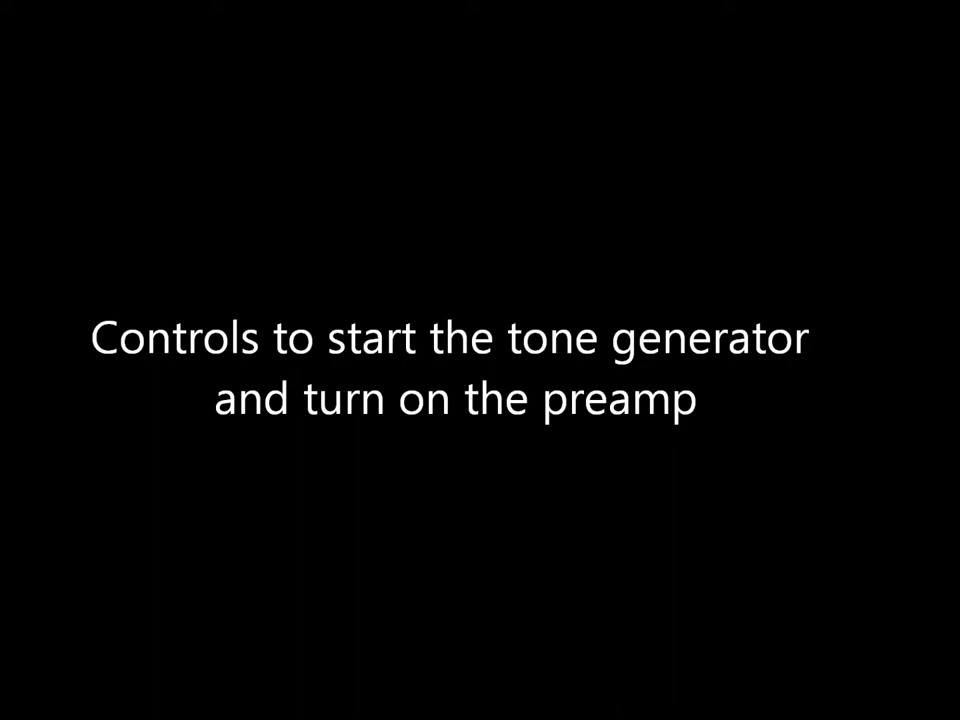 Controls to start the tone generator
and turn on the preamp